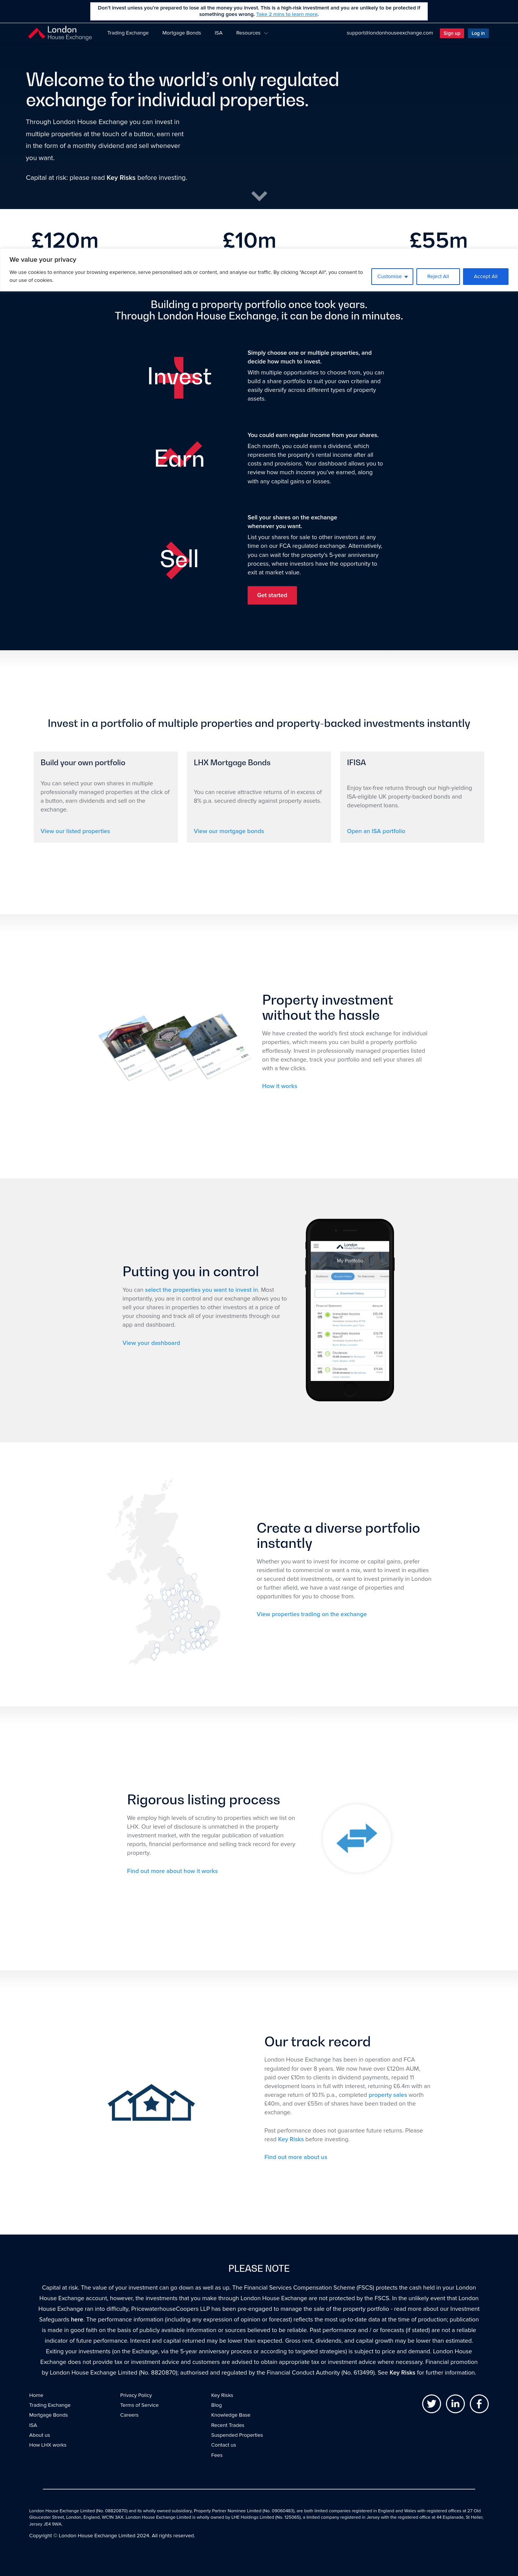 Don't invest unless you're prepared to lose all the money you invest. This is a high-risk investment and you are unlikely to be protected if
something goes wrong. Take 2 mins to learn more.
London
House Exchange
Trading Exchange
Mortgage Bonds
ISA
Resources
support@londonhouseexchange.com
Sign up
Log in
Welcome to the world's only regulated
exchange for individual properties.
Through London House Exchange you can invest in
multiple properties at the touch of a button, earn rent
in the form of a monthly dividend and sell whenever
you want.
Capital at risk: please read Key Risks before investing.
£120m
£10m
£55m
We value your privacy
We use cookies to enhance your browsing experience, serve personalised ads or content, and analyse our traffic. By clicking "Accept All", you consent to
our use of cookies.
Customise
Reject All
Accept All
Building a property portfolio once took years.
Through London House Exchange, it can be done in minutes.
Invest
Simply choose one or multiple properties, and
decide how much to invest.
With multiple opportunities to choose from, you can
build a share portfolio to suit your own criteria and
easily diversify across different types of property
assets.
Earn
You could earn regular income from your shares.
Each month, you could earn a dividend, which
represents the property's rental income after all
costs and provisions. Your dashboard allows you to
review how much income you've earned, along
with any capital gains or losses.
Sell
Sell your shares on the exchange
whenever you want.
List your shares for sale to other investors at any
time on our FCA regulated exchange. Alternatively,
you can wait for the property's 5-year anniversary
process, where investors have the opportunity to
exit at market value.
Get started
Invest in a portfolio of multiple properties and property-backed investments instantly
Build your own portfolio
You can select your own shares in multiple
professionally managed properties at the click of
a button, earn dividends and sell on the
exchange.
View our listed properties
LHX Mortgage Bonds
You can receive attractive returns of in excess of
8% p.a. secured directly against property assets.
View our mortgage bonds
IFISA
Enjoy tax-free returns through our high-yielding
ISA-eligible UK property-backed bonds and
development loans.
Open an ISA portfolio
Property investment
without the hassle
We have created the world's first stock exchange for individual
properties, which means you can build a property portfolio
effortlessly. Invest in professionally managed properties listed
on the exchange, track your portfolio and sell your shares all
with a few clicks.
How it works
Putting you in control
You can select the properties you want to invest in. Most
importantly, you are in control and our exchange allows you to
sell your shares in properties to other investors at a price of
your choosing and track all of your investments through our
app and dashboard.
View your dashboard
London
House Exchange
My Portfolio
Create a diverse portfolio
instantly
Whether you want to invest for income or capital gains, prefer
residential to commercial or want a mix, want to invest in equities
or secured debt investments, or want to invest primarily in London
or further afield, we have a vast range of properties and
opportunities for you to choose from.
View properties trading on the exchange
Rigorous listing process
We employ high levels of scrutiny to properties which we list on
LHX. Our level of disclosure is unmatched in the property
investment market, with the regular publication of valuation
reports, financial performance and selling track record for every
property.
Find out more about how it works
Our track record
London House Exchange has been in operation and FCA
regulated for over 8 years. We now have over £120m AUM,
paid over £10m to clients in dividend payments, repaid 11
development loans in full with interest, returning £6.4m with an
average return of 10.1% p.a., completed property sales worth
£40m, and over £55m of shares have been traded on the
exchange.
Past performance does not guarantee future returns. Please
read Key Risks before investing.
Find out more about us
PLEASE NOTE
Capital at risk. The value of your investment can go down as well as up. The Financial Services Compensation Scheme (FSCS) protects the cash held in your London
House Exchange account, however, the investments that you make through London House Exchange are not protected by the FSCS. In the unlikely event that London
House Exchange ran into difficulty, PricewaterhouseCoopers LLP has been pre-engaged to manage the sale of the property portfolio - read more about our Investment
Safeguards here. The performance information (including any expression of opinion or forecast) reflects the most up-to-date data at the time of production; publication
is made in good faith on the basis of publicly available information or sources believed to be reliable. Past performance and / or forecasts (if stated) are not a reliable
indicator of future performance. Interest and capital returned may be lower than expected. Gross rent, dividends, and capital growth may be lower than estimated.
Exiting your investments (on the Exchange, via the 5-year anniversary process or according to targeted strategies) is subject to price and demand. London House
Exchange does not provide tax or investment advice and customers are advised to obtain appropriate tax or investment advice where necessary. Financial promotion
by London House Exchange Limited (No. 8820870); authorised and regulated by the Financial Conduct Authority (No. 613499). See Key Risks for further information.
Home
Trading Exchange
Mortgage Bonds
ISA
About us
How LHX works
Privacy Policy
Terms of Service
Careers
Key Risks
Blog
Knowledge Base
Recent Trades
Suspended Properties
Contact us
Fees
London House Exchange Limited (No. 08820870) and its wholly owned subsidiary, Property Partner Nominee Limited (No. 09060463), are both limited companies registered in England and Wales with registered offices at 27 Old
Gloucester Street, London, England, WC1N 3AX. London House Exchange Limited is wholly owned by LHE Holdings Limited (No. 125065), a limited company registered in Jersey with the registered office at 44 Esplanade, St Helier,
Jersey JE4 9WA.
Copyright © London House Exchange Limited 2024. All rights reserved.